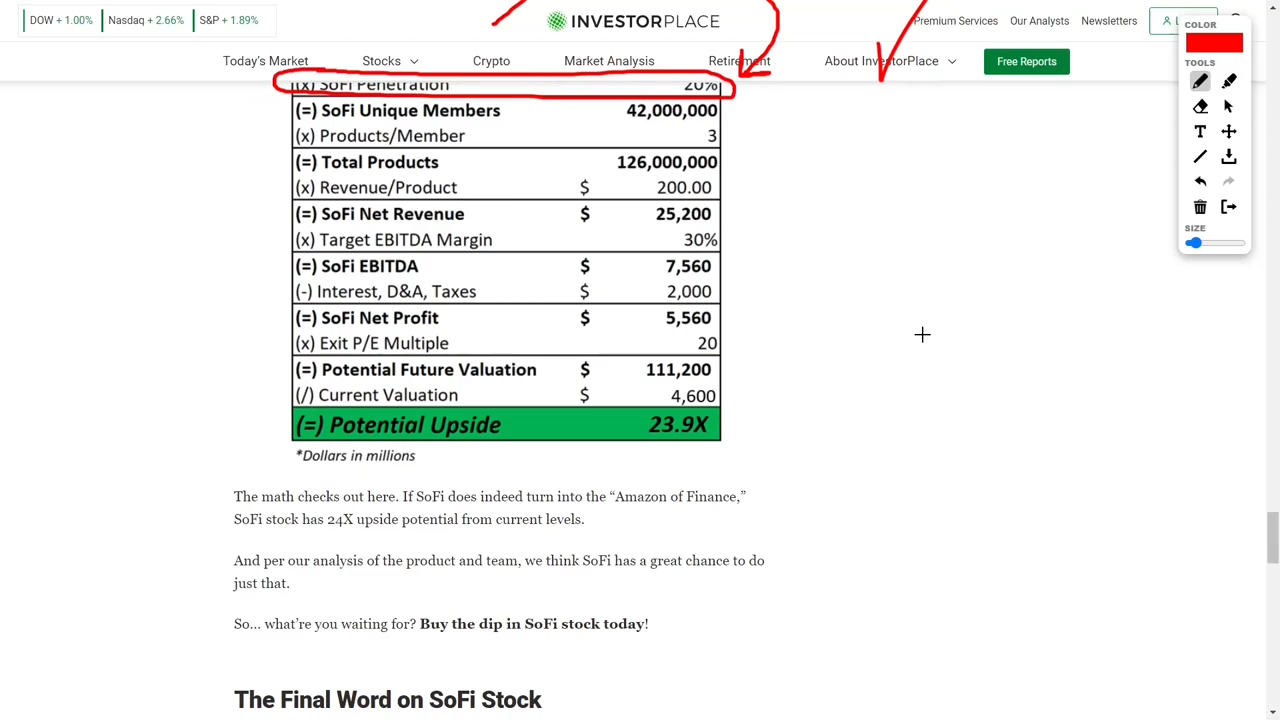 DOW + 1.00% Nasdaq + 2.66% S&P + 1.89%
INVESTORPLACE
Premium Services Our Analysts Newsletters
Today's Market Stocks Crypto Market Analysis Retirement About InvestorPlace Free Reports
(x) SoFi Penetration 20%
(=) SoFi Unique Members 42,000,000
(x) Products/Member 3
(=) Total Products 126,000,000
(x) Revenue/Product $ 200.00
(=) SoFi Net Revenue $ 25,200
(x) Target EBITDA Margin 30%
(=) SoFi EBITDA $ 7,560
(-) Interest, D&A, Taxes $ 2,000
(=) SoFi Net Profit $ 5,560
(x) Exit P/E Multiple 20
(=) Potential Future Valuation $ 111,200
(/) Current Valuation $ 4,600
(=) Potential Upside 23.9X
*Dollars in millions
The math checks out here. If SoFi does indeed turn into the “Amazon of Finance,”
SoFi stock has 24X upside potential from current levels.
And per our analysis of the product and team, we think SoFi has a great chance to do
just that.
So… what’re you waiting for? Buy the dip in SoFi stock today!
The Final Word on SoFi Stock
COLOR
TOOLS
T
SIZE